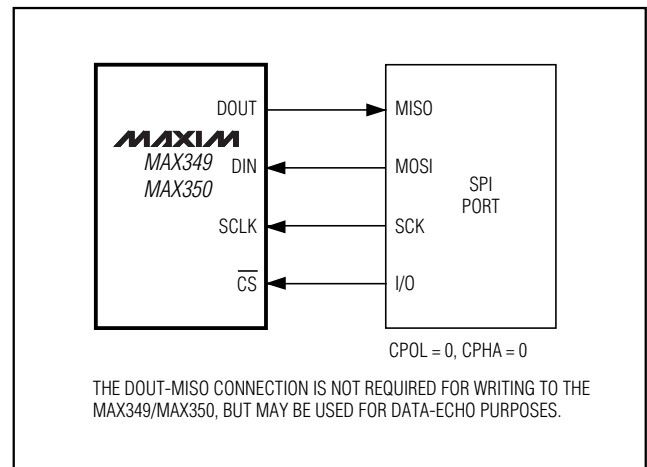 DOUT MISO
MAXIM
MAX349 DIN MOSI
MAX350
SPI
PORT
SCLK SCK
CS I/O
CPOL = 0, CPHA = 0
THE DOUT-MISO CONNECTION IS NOT REQUIRED FOR WRITING TO THE
MAX349/MAX350, BUT MAY BE USED FOR DATA-ECHO PURPOSES.